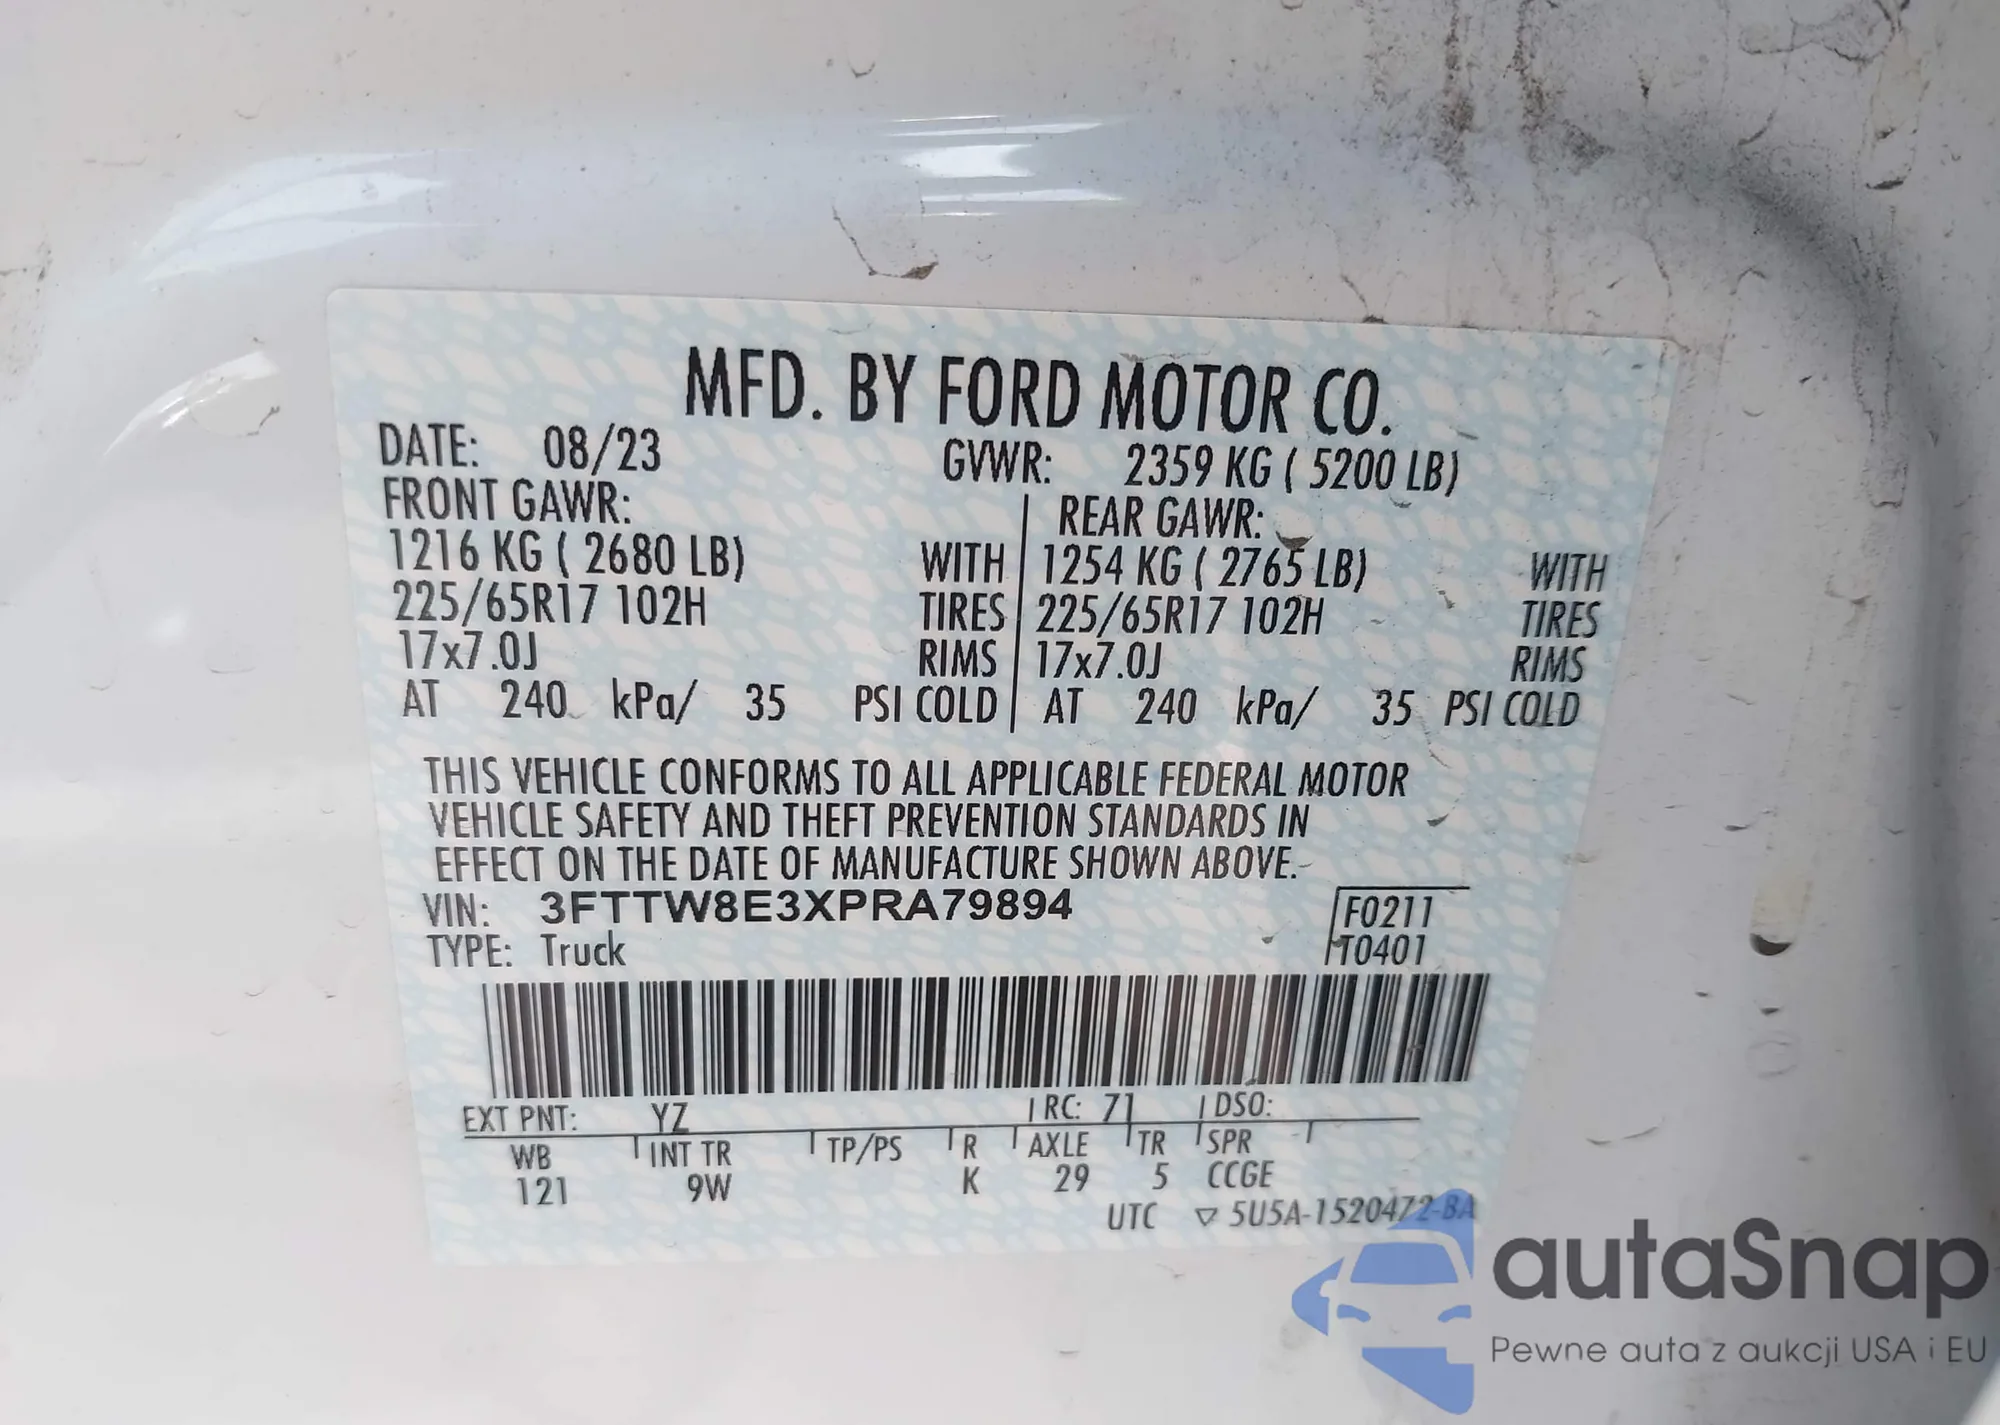 MFD. BY FORD MOTOR CO.
DATE: 08/23 GVWR: 2359 KG ( 5200 LB)
FRONT GAWR: REAR GAWR:
1216 KG ( 2680 LB) WITH 1254 KG ( 2765 LB) WITH
225/65R17 102H TIRES 225/65R17 102H TIRES
17x7.0J RIMS 17x7.0J RIMS
AT 240 kPa/ 35 PSI COLD AT 240 kPa/ 35 PSI COLD
THIS VEHICLE CONFORMS TO ALL APPLICABLE FEDERAL MOTOR
VEHICLE SAFETY AND THEFT PREVENTION STANDARDS IN
EFFECT ON THE DATE OF MANUFACTURE SHOWN ABOVE.
VIN: 3FTTW8E3XPRA79894 F0211
TYPE: Truck T0401
EXT PNT: YZ RC: 71 DSO:
WB INT TR TP/PS R AXLE TR SPR
121 9W K 29 5 CCGE
UTC ▽ 5U5A-1520472-BA
autaSnap
Pewne auta z aukcji USA i EU